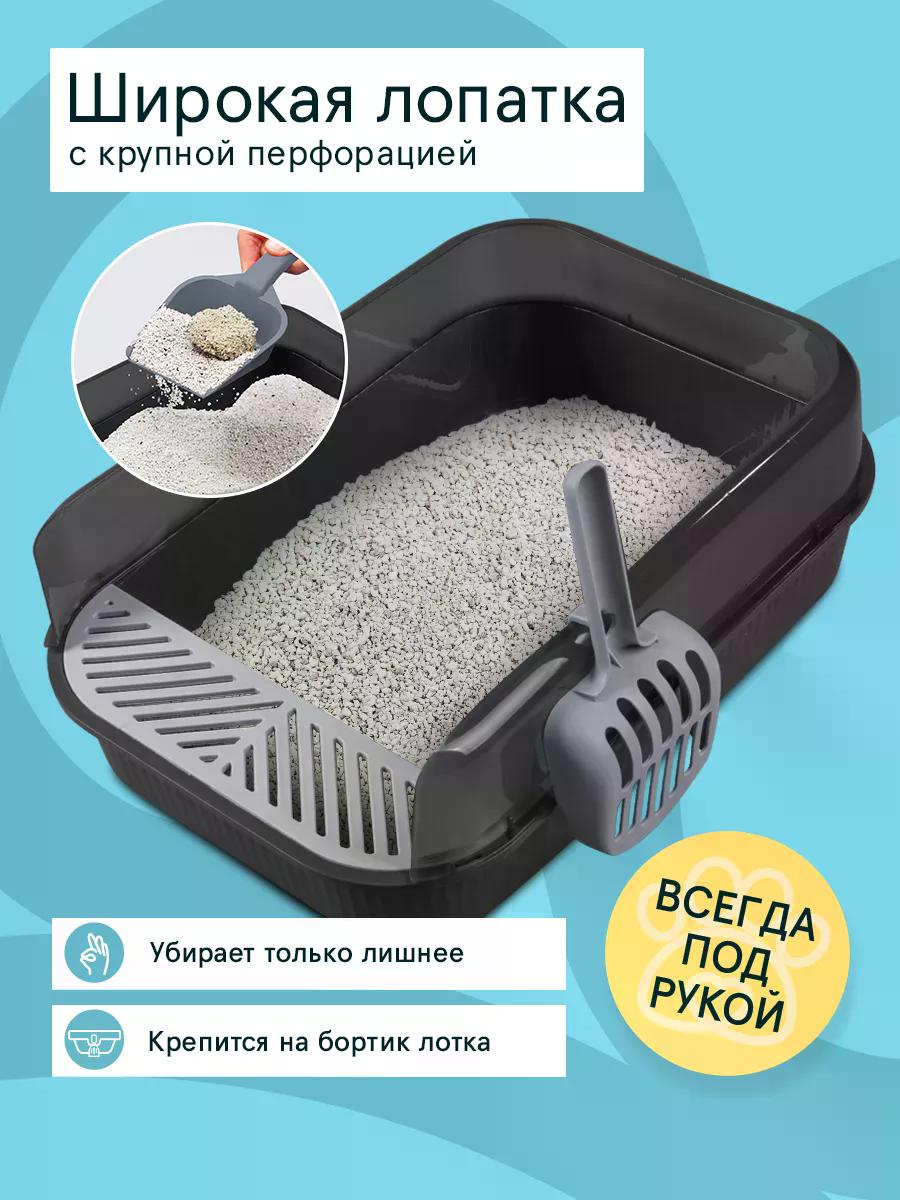 Широкая лопатка
с крупной перфорацией
Убирает только лишнее
Крепится на бортик лотка
ВСЕГДА
ПОД
РУКОЙ